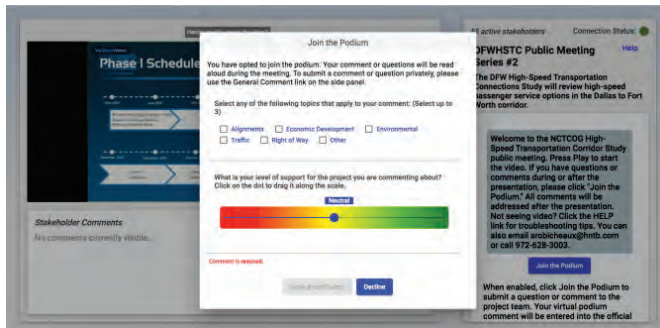 Phase I Schedule
Stakeholder Comments
No comments currently visible...
Join the Podium
You have opted to join the podium. Your comment or questions will be read
aloud during the meeting. To submit a comment or question privately, please
use the General Comment link on the side panel.
Select any of the following topics that apply to your comment: (Select up to
3)
Alignments Economic Development Environmental
Traffic Right of Way Other
What is your level of support for the project you are commenting about?
Click on the dot to drag it along the scale.
Neutral
Comment is required.
Decline
active stakeholders Connection Status:
DFWHSTC Public Meeting Help
Series #2
The DFW High-Speed Transportation
Connections Study will review high-speed
passenger service options in the Dallas to Fort
Worth corridor.
Welcome to the NCTCOG High-
Speed Transportation Corridor Study
public meeting. Press Play to start
the video. If you have questions or
comments during or after the
presentation, please click "Join the
Podium." All comments will be
addressed after the presentation.
Not seeing video? Click the HELP
link for troubleshooting tips. You can
also email arobicheaux@hntb.com
or call 972-628-3003.
Join the Podium
When enabled, click Join the Podium to
submit a question or comment to the
project team. Your virtual podium
comment will be entered into the official